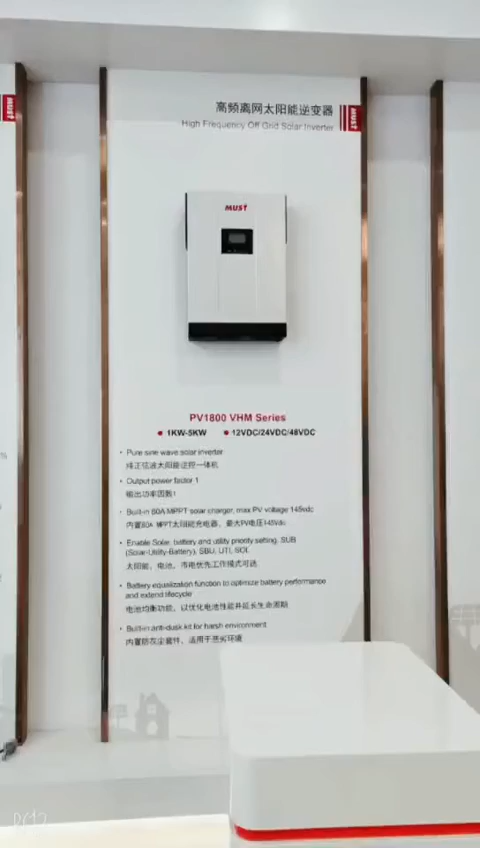 高频离网太阳能逆变器
High Frequency Off Grid Solar Inverter
MUST
MUST
MUST
PV1800 VHM Series
• 1KW-5KW • 12VDC/24VDC/48VDC
• Pure sine wave solar inverter
纯正弦波太阳能逆控一体机
• Output power factor 1
输出功率因数1
• Built-in 80A MPPT solar charger, max PV voltage 145vdc
内置80A MPPT太阳能充电器，最大PV电压145Vdc
• Enable Solar, battery and utility priority setting, SUB
(Solar-Utility-Battery), SBU, UTI, SOL
太阳能、电池、市电优先工作模式可选
• Battery equalization function to optimize battery performance
and extend lifecycle
电池均衡功能，以优化电池性能并延长生命周期
• Built-in anti-dusk kit for harsh environment
内置防灰尘套件，适用于恶劣环境